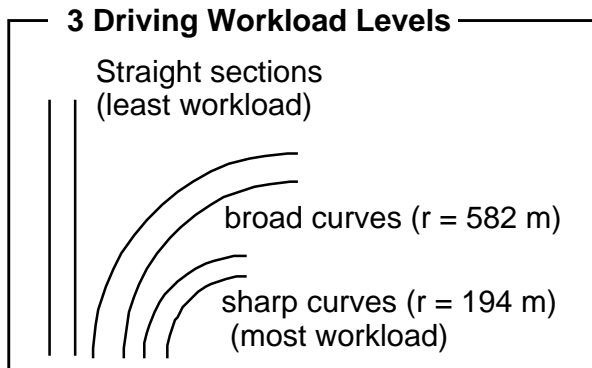 3 Driving Workload Levels
Straight sections
(least workload)
broad curves (r = 582 m)
sharp curves (r = 194 m)
(most workload)